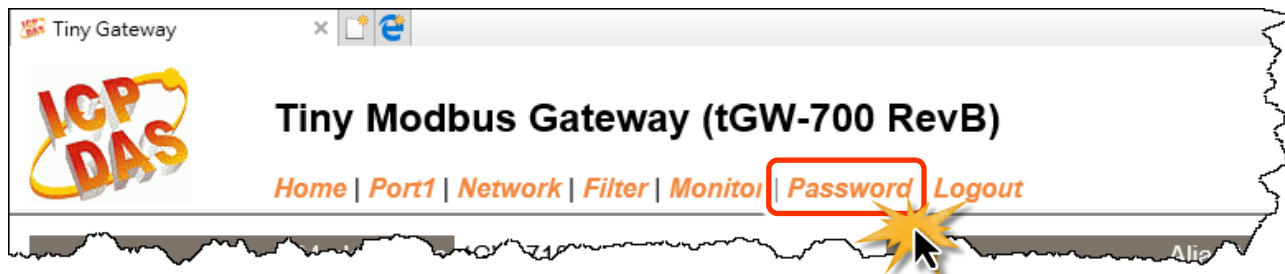 Tiny Gateway
ICP
DAS
Tiny Modbus Gateway (tGW-700 RevB)
Home | Port1 | Network | Filter | Monitor | Password | Logout